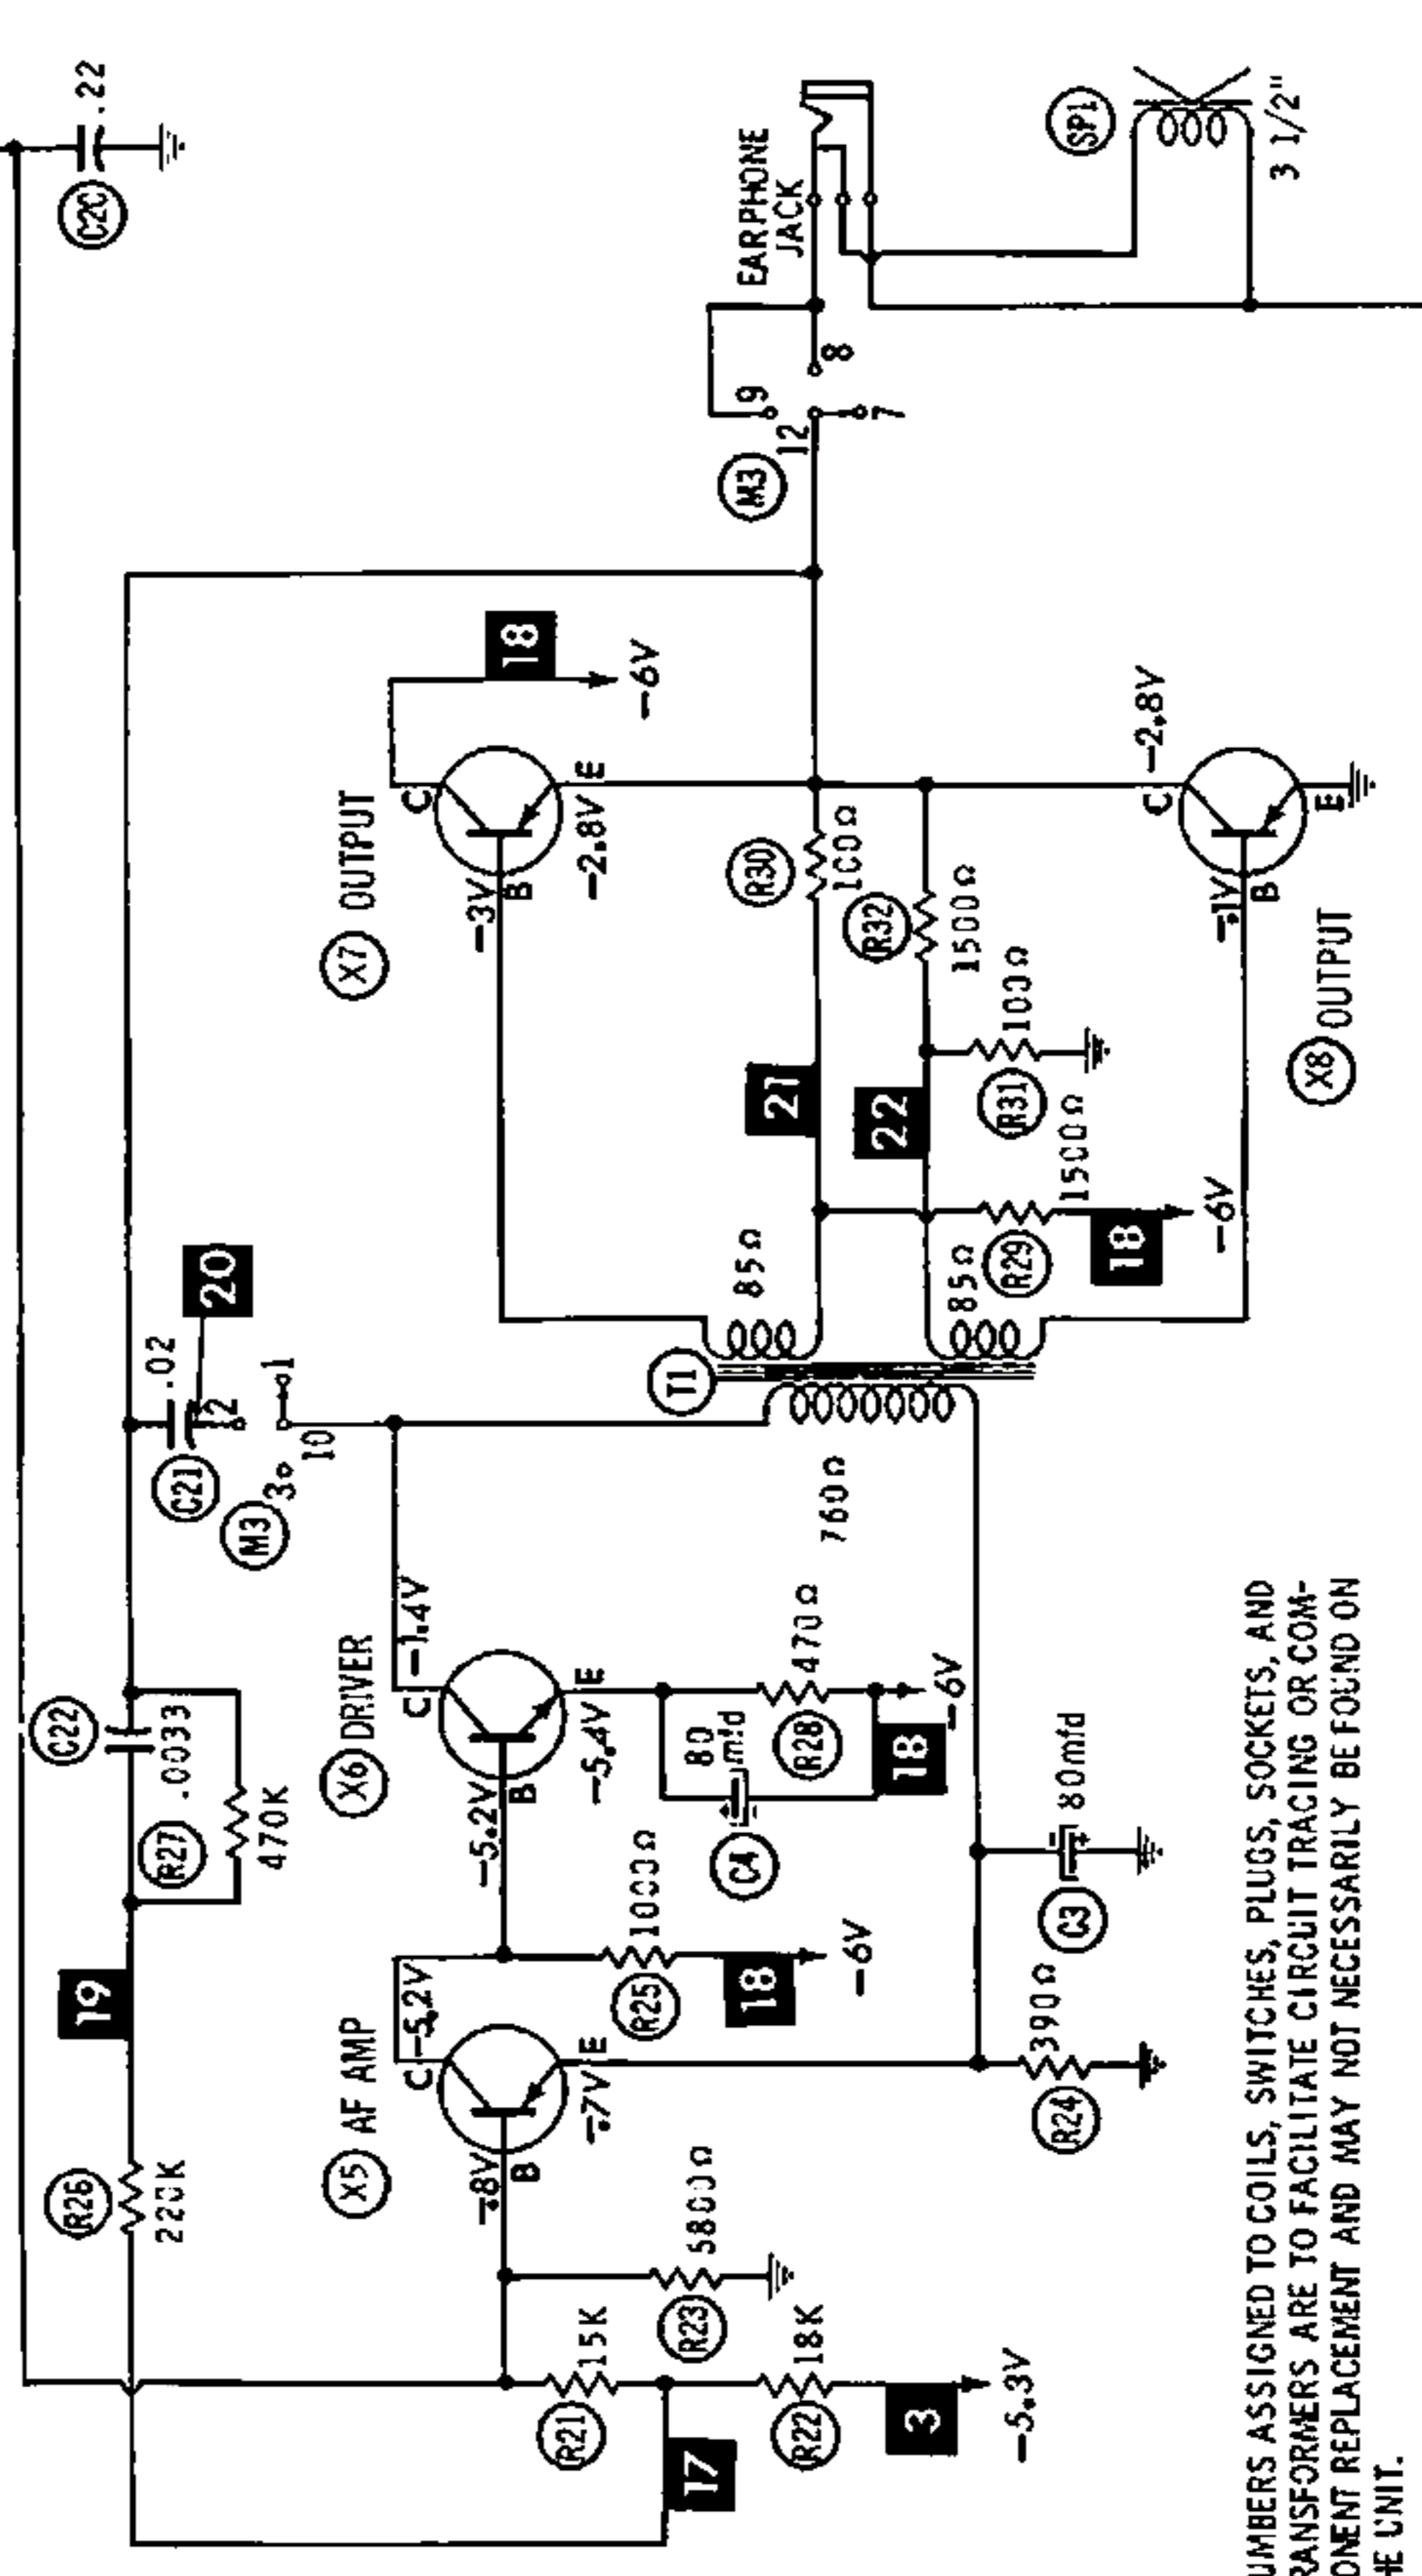 C20
.22
EARPHONE
JACK
SP1
3 1/2"
M3
9
8
12
7
18
-6V
X7 OUTPUT
C
E
B
-3V
-2.8V
R30
100Ω
R32
1500Ω
21
22
R31
100Ω
C
-2.8V
E
B
-.1V
X8 OUTPUT
R29
1500Ω
18
-6V
85Ω
85Ω
T1
760Ω
20
C21
.02
2
1
10
3
M3
C22
.0033
R27
470K
X6 DRIVER
C
-1.4V
B
-5.2V
E
-5.4V
80
mfd
C4
R28
470Ω
18
-6V
C3
80mfd
19
R26
220K
X5 AF AMP
C
-5.2V
B
-.8V
E
-.7V
R25
1000Ω
18
-6V
R24
390Ω
R23
5800Ω
R21
15K
17
R22
18K
3
-5.3V
UMBERS ASSIGNED TO COILS, SWITCHES, PLUGS, SOCKETS, AND
RANSFORMERS ARE TO FACILITATE CIRCUIT TRACING OR COM-
ONENT REPLACEMENT AND MAY NOT NECESSARILY BE FOUND ON
HE UNIT.